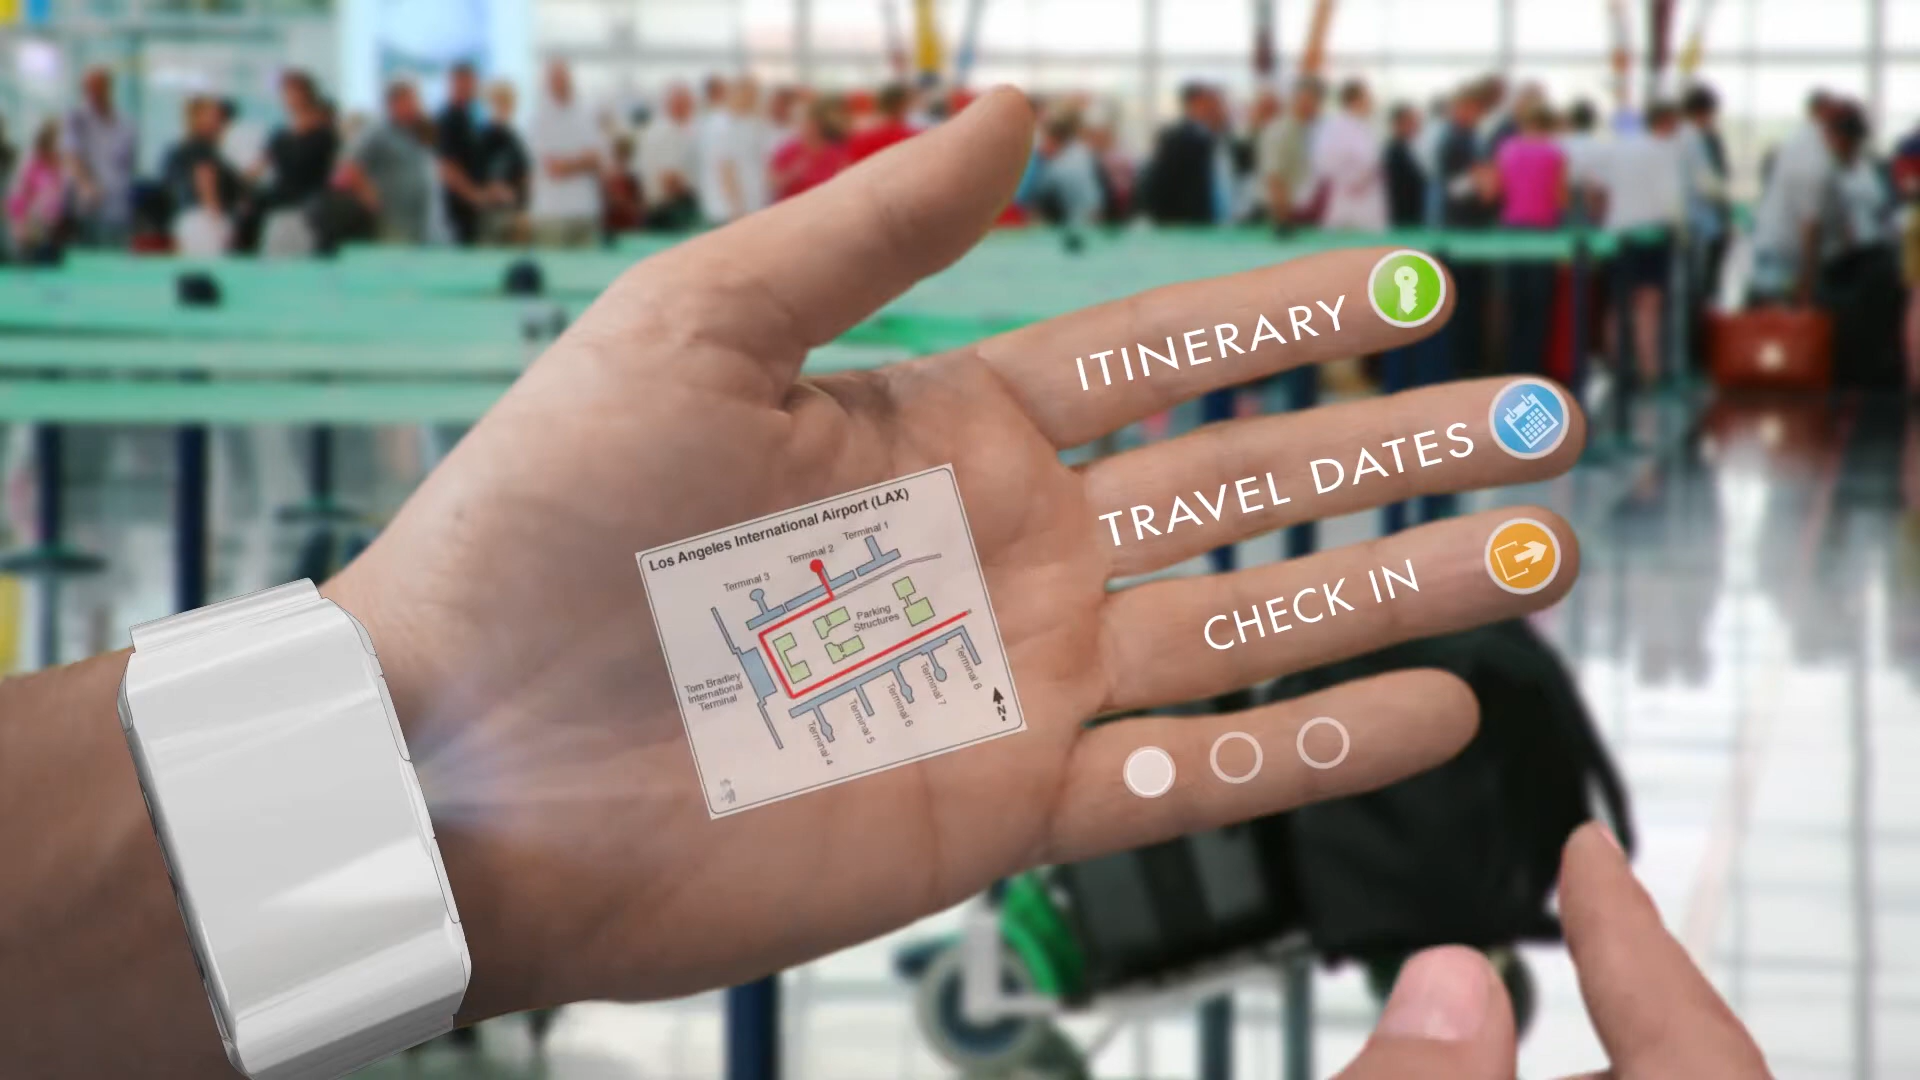 ITINERARY
TRAVEL DATES
CHECK IN
Los Angeles International Airport (LAX)
Terminal 1
Terminal 2
Terminal 3
Parking
Structures
Tom Bradley
International
Terminal
Terminal 4
Terminal 5
Terminal 6
Terminal 7
Terminal 8
N